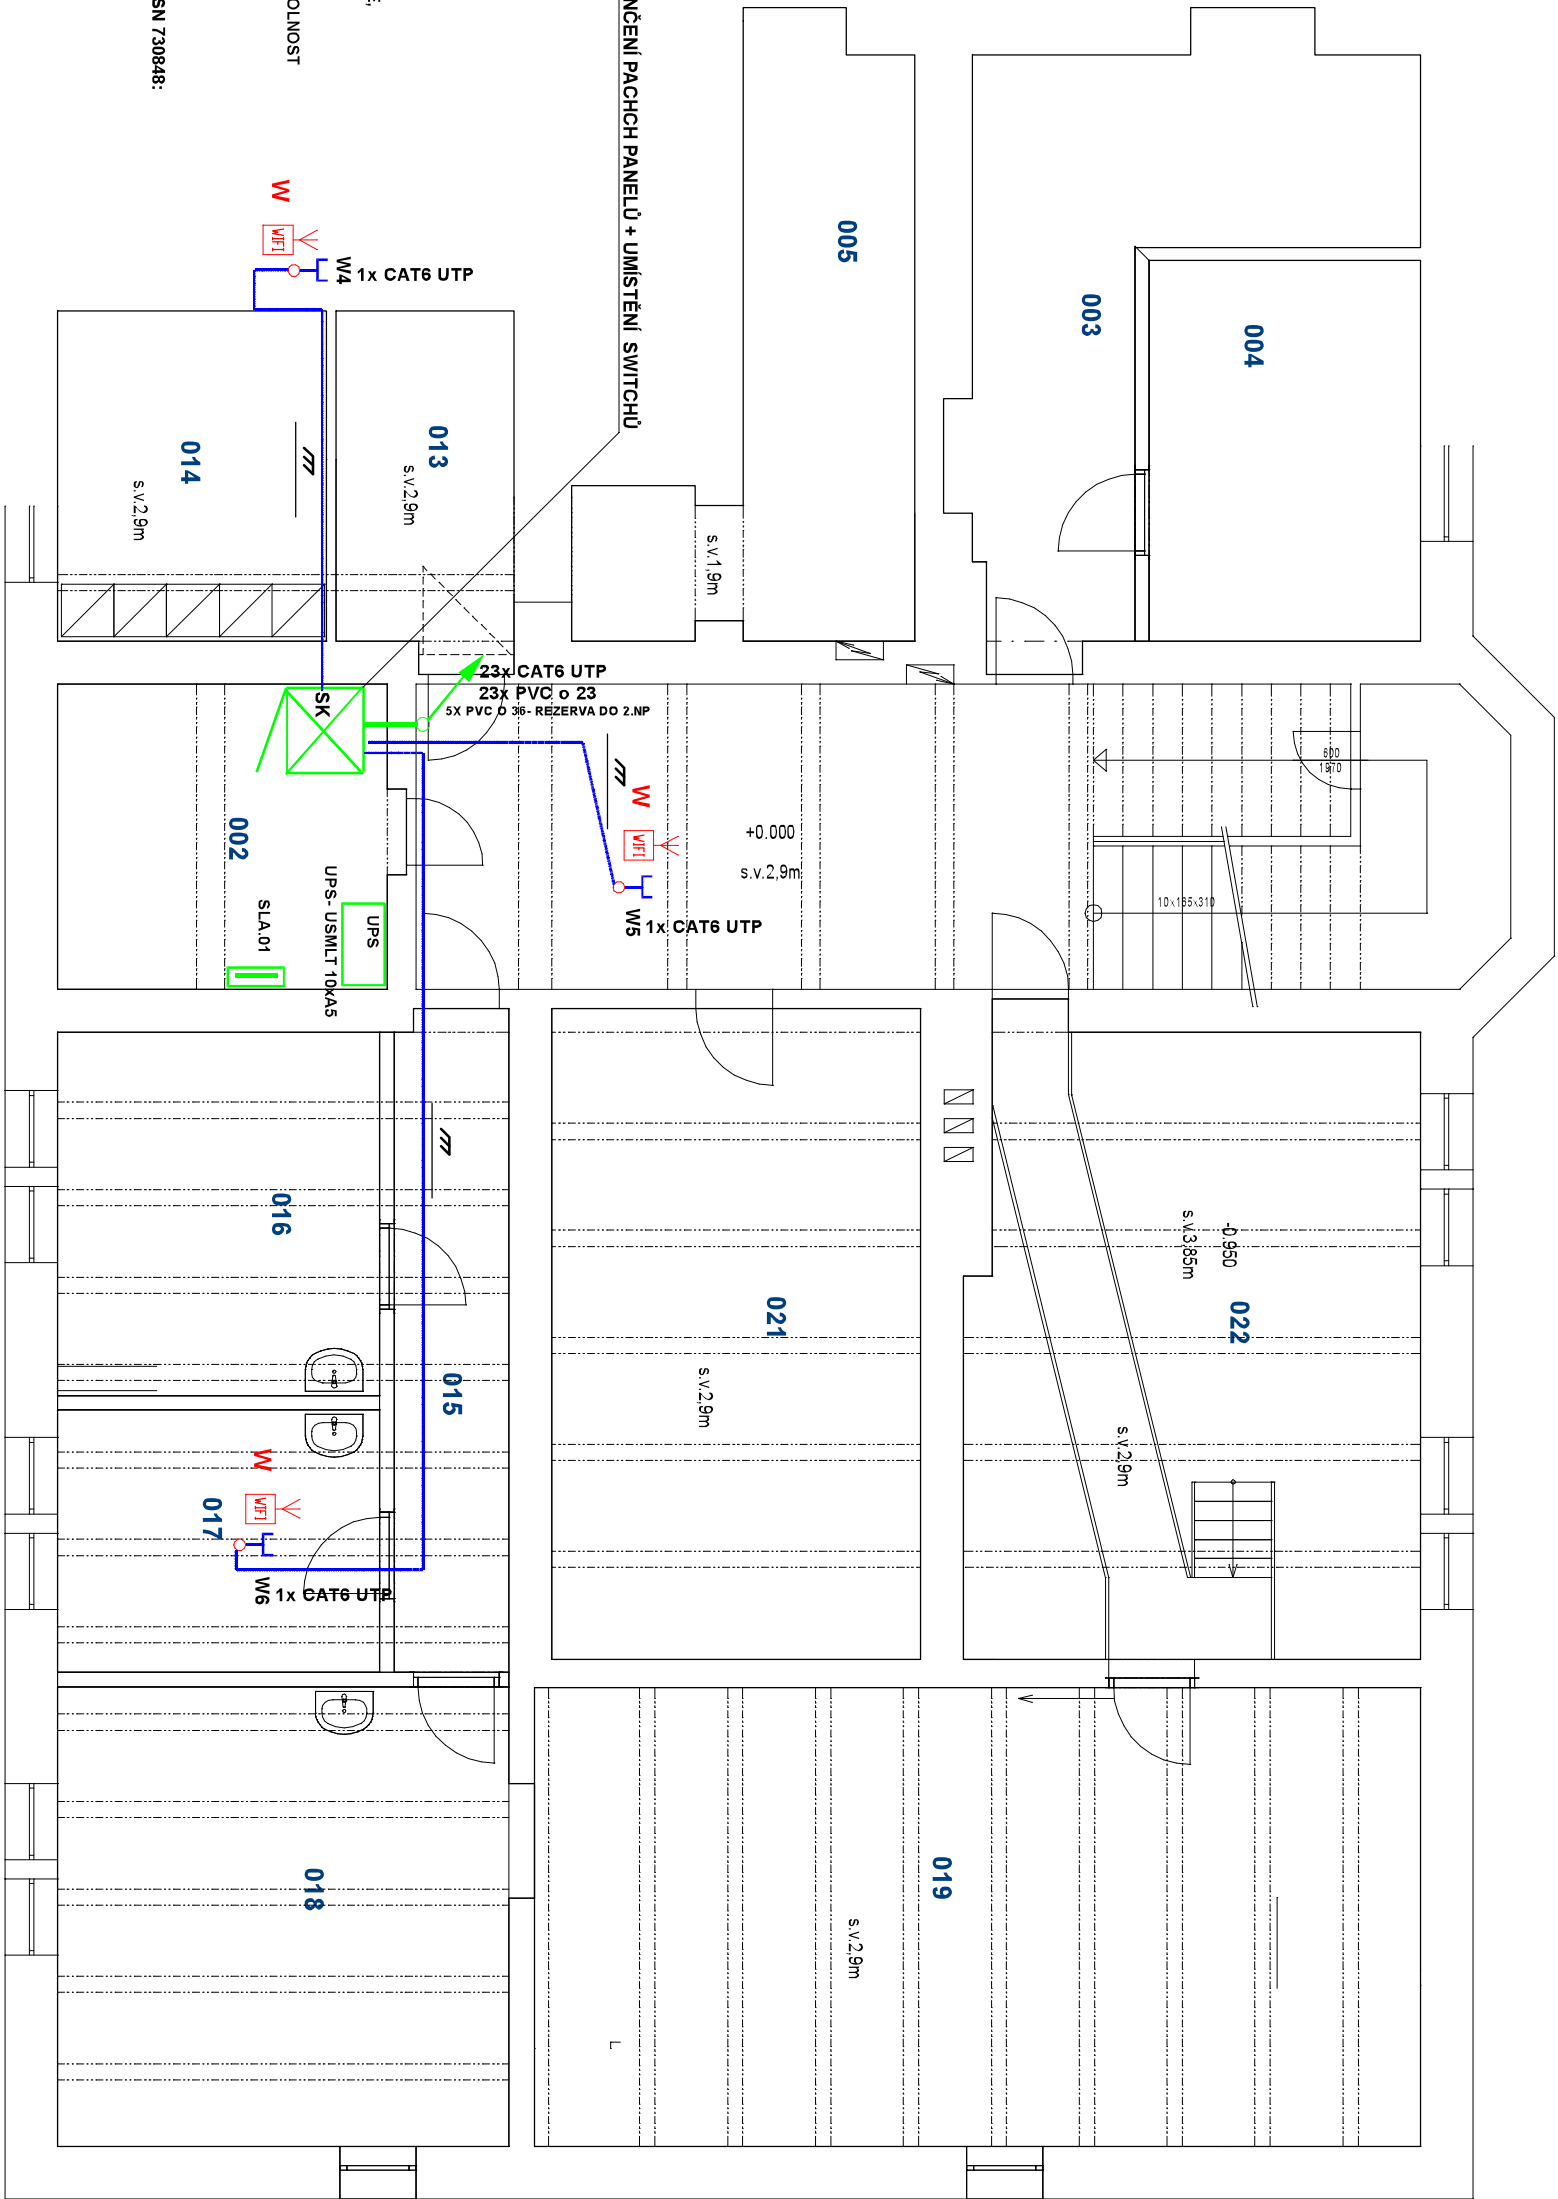 NČENÍ PACHCH PANELŮ + UMÍSTĚNÍ SWITCHŮ
E,
OLNOST
SN 730848:
005
003
004
W
WIFI
W4
1x CAT6 UTP
013
s.v.2,9m
014
s.v.2,9m
s.v.1,9m
23x CAT6 UTP
23x PVC o 23
5X PVC O 36- REZERVA DO 2.NP
SK
002
UPS
UPS- USMLT 10xA5
SLA.01
W
WIFI
W5
1x CAT6 UTP
+0.000
s.v.2,9m
600
1970
10x165x310
016
015
021
s.v.2,9m
-0.950
s.v.3,85m
022
s.v.2,9m
W
WIFI
017
W6
1x CAT6 UTP
018
019
s.v.2,9m